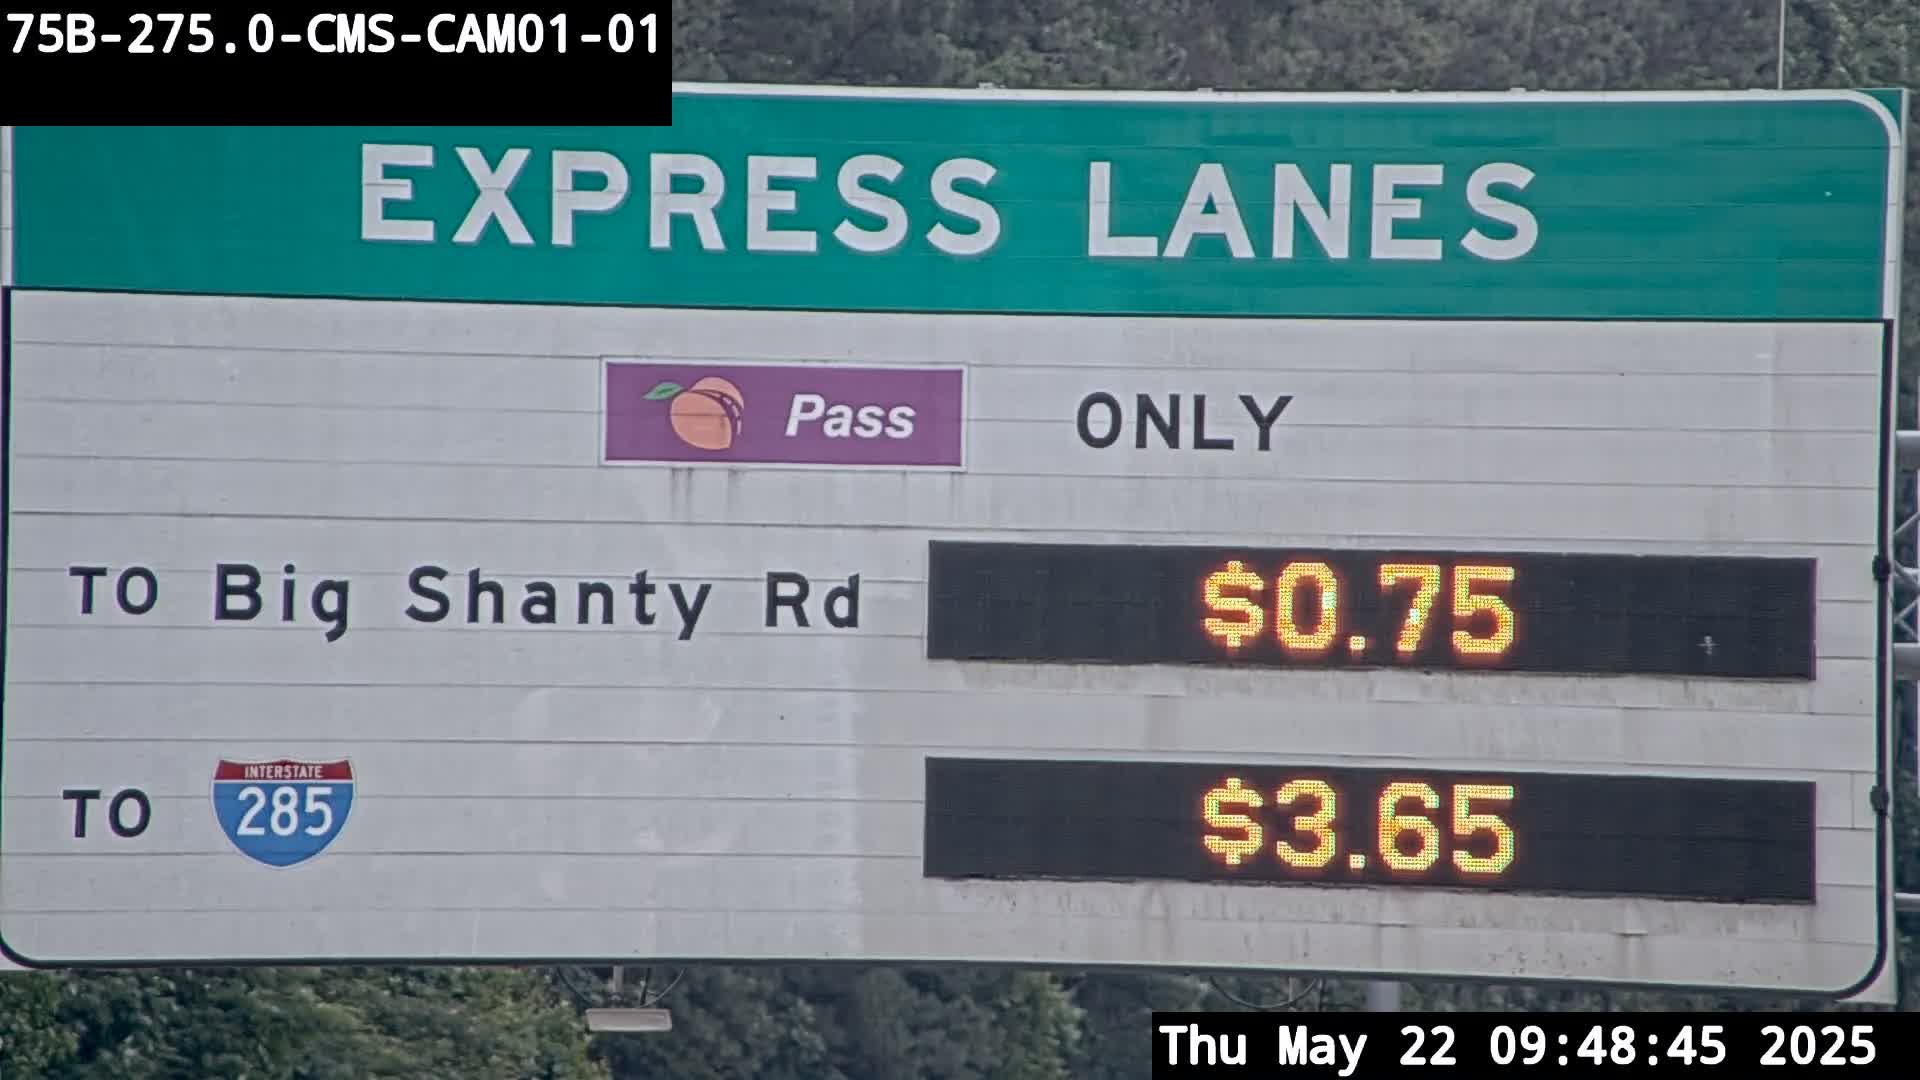 75B-275.0-CMS-CAM01-01
EXPRESS LANES
Pass ONLY
TO Big Shanty Rd $0.75
INTERSTATE
TO 285 $3.65
Thu May 22 09:48:45 2025